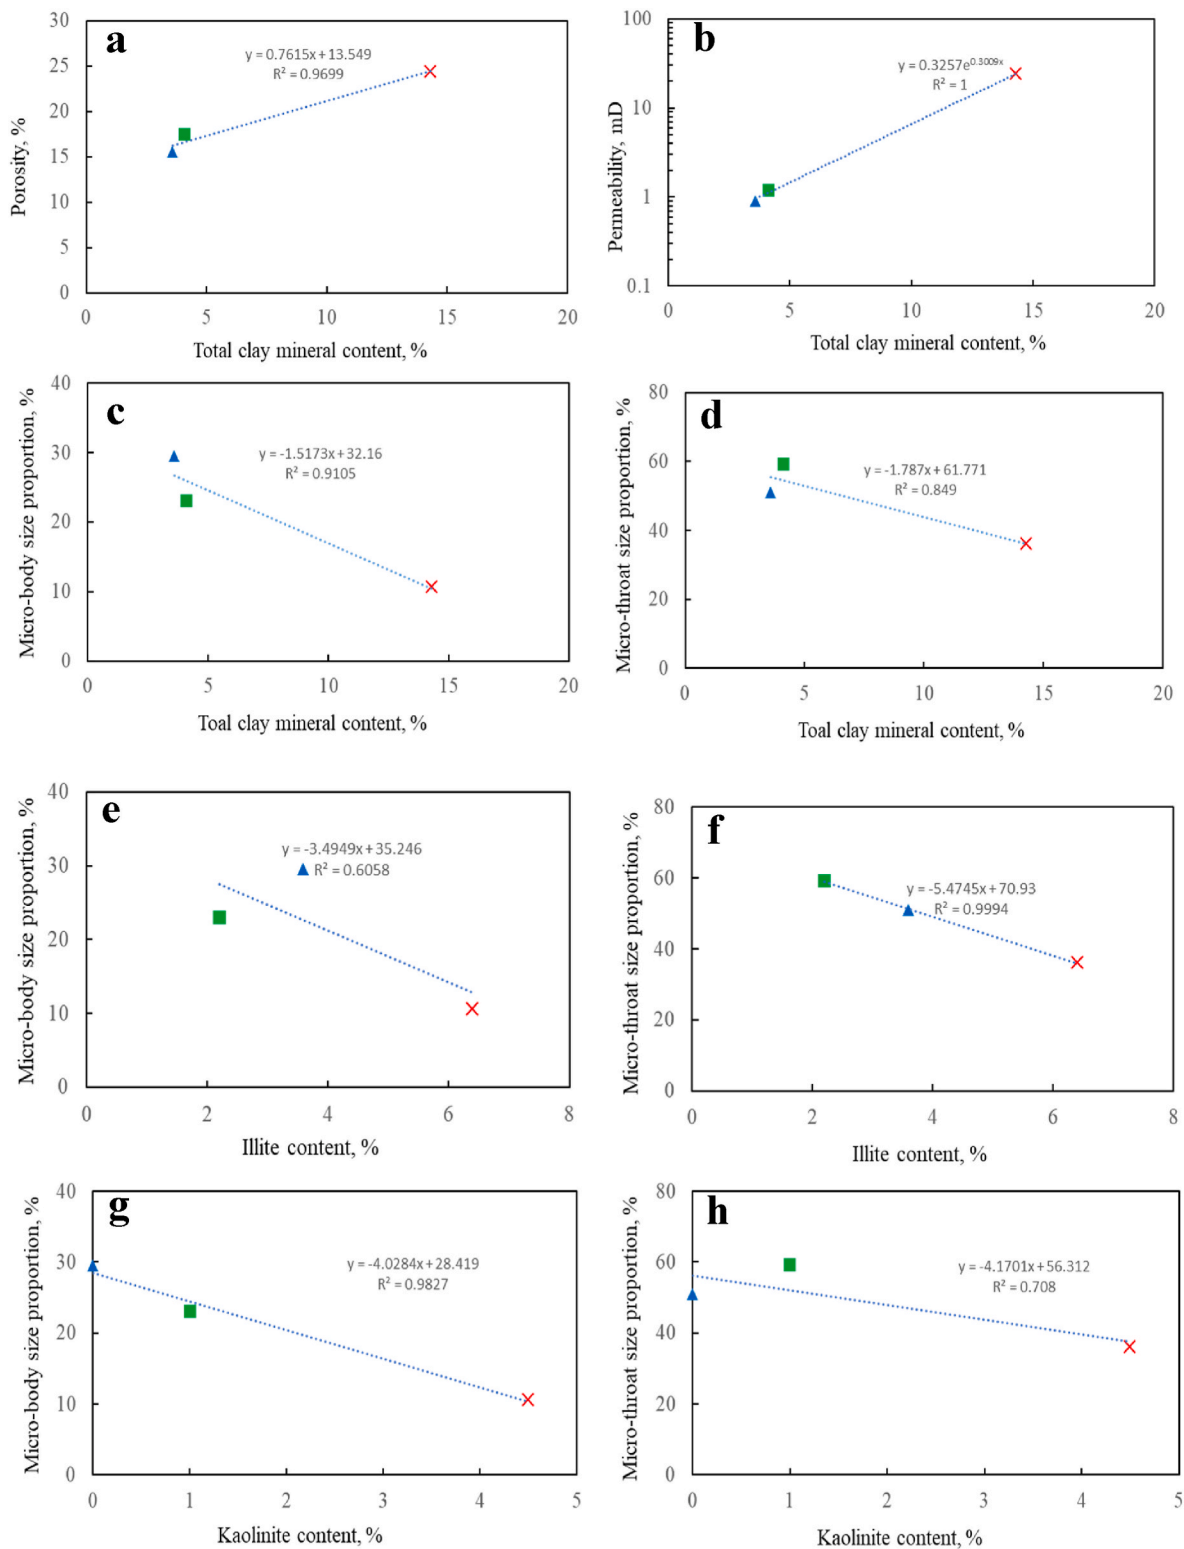 a
y = 0.7615x + 13.549
R² = 0.9699
Porosity, %
30
25
20
15
10
5
0
0 5 10 15 20
Total clay mineral content, %
b
y = 0.3257e^0.3009x
R² = 1
Permeability, mD
100
10
1
0.1
0 5 10 15 20
Total clay mineral content, %
c
y = -1.5173x + 32.16
R² = 0.9105
Micro-body size proportion, %
40
30
20
10
0
0 5 10 15 20
Toal clay mineral content, %
d
y = -1.787x + 61.771
R² = 0.849
Micro-throat size proportion, %
80
60
40
20
0
0 5 10 15 20
Toal clay mineral content, %
e
y = -3.4949x + 35.246
R² = 0.6058
Micro-body size proportion, %
40
30
20
10
0
0 2 4 6 8
Illite content, %
f
y = -5.4745x + 70.93
R² = 0.9994
Micro-throat size proportion, %
80
60
40
20
0
0 2 4 6 8
Illite content, %
g
y = -4.0284x + 28.419
R² = 0.9827
Micro-body size proportion, %
40
30
20
10
0
0 1 2 3 4 5
Kaolinite content, %
h
y = -4.1701x + 56.312
R² = 0.708
Micro-throat size proportion, %
80
60
40
20
0
0 1 2 3 4 5
Kaolinite content, %